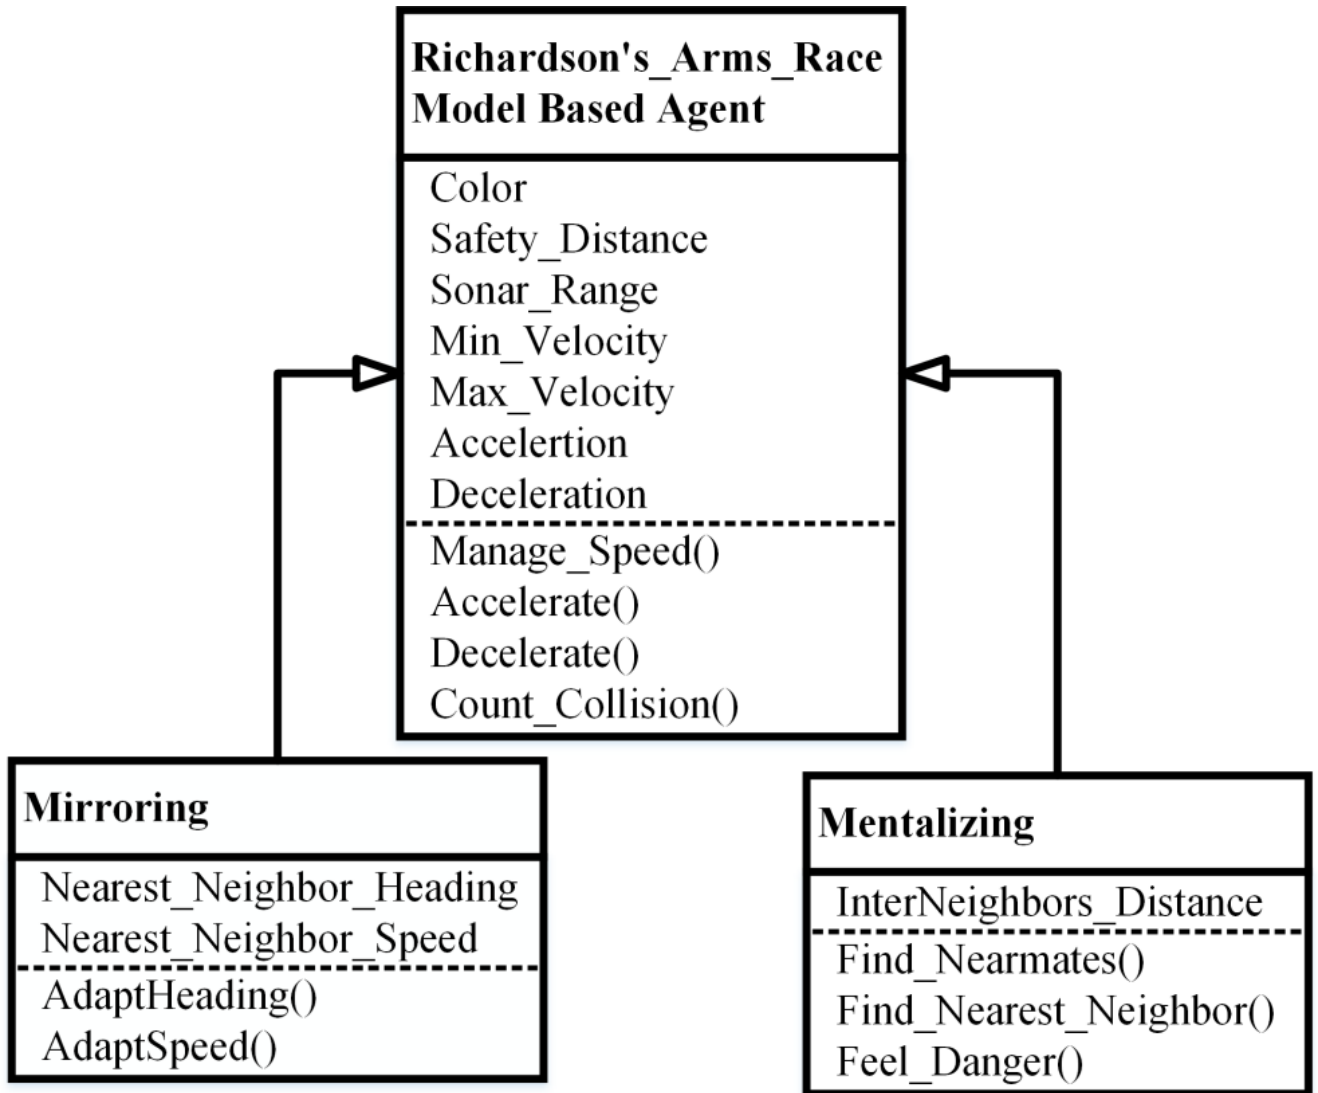 Richardson's_Arms_Race
Model Based Agent
Color
Safety_Distance
Sonar_Range
Min_Velocity
Max_Velocity
Accelertion
Deceleration
Manage_Speed()
Accelerate()
Decelerate()
Count_Collision()
Mirroring
Nearest_Neighbor_Heading
Nearest_Neighbor_Speed
AdaptHeading()
AdaptSpeed()
Mentalizing
InterNeighbors_Distance
Find_Nearmates()
Find_Nearest_Neighbor()
Feel_Danger()